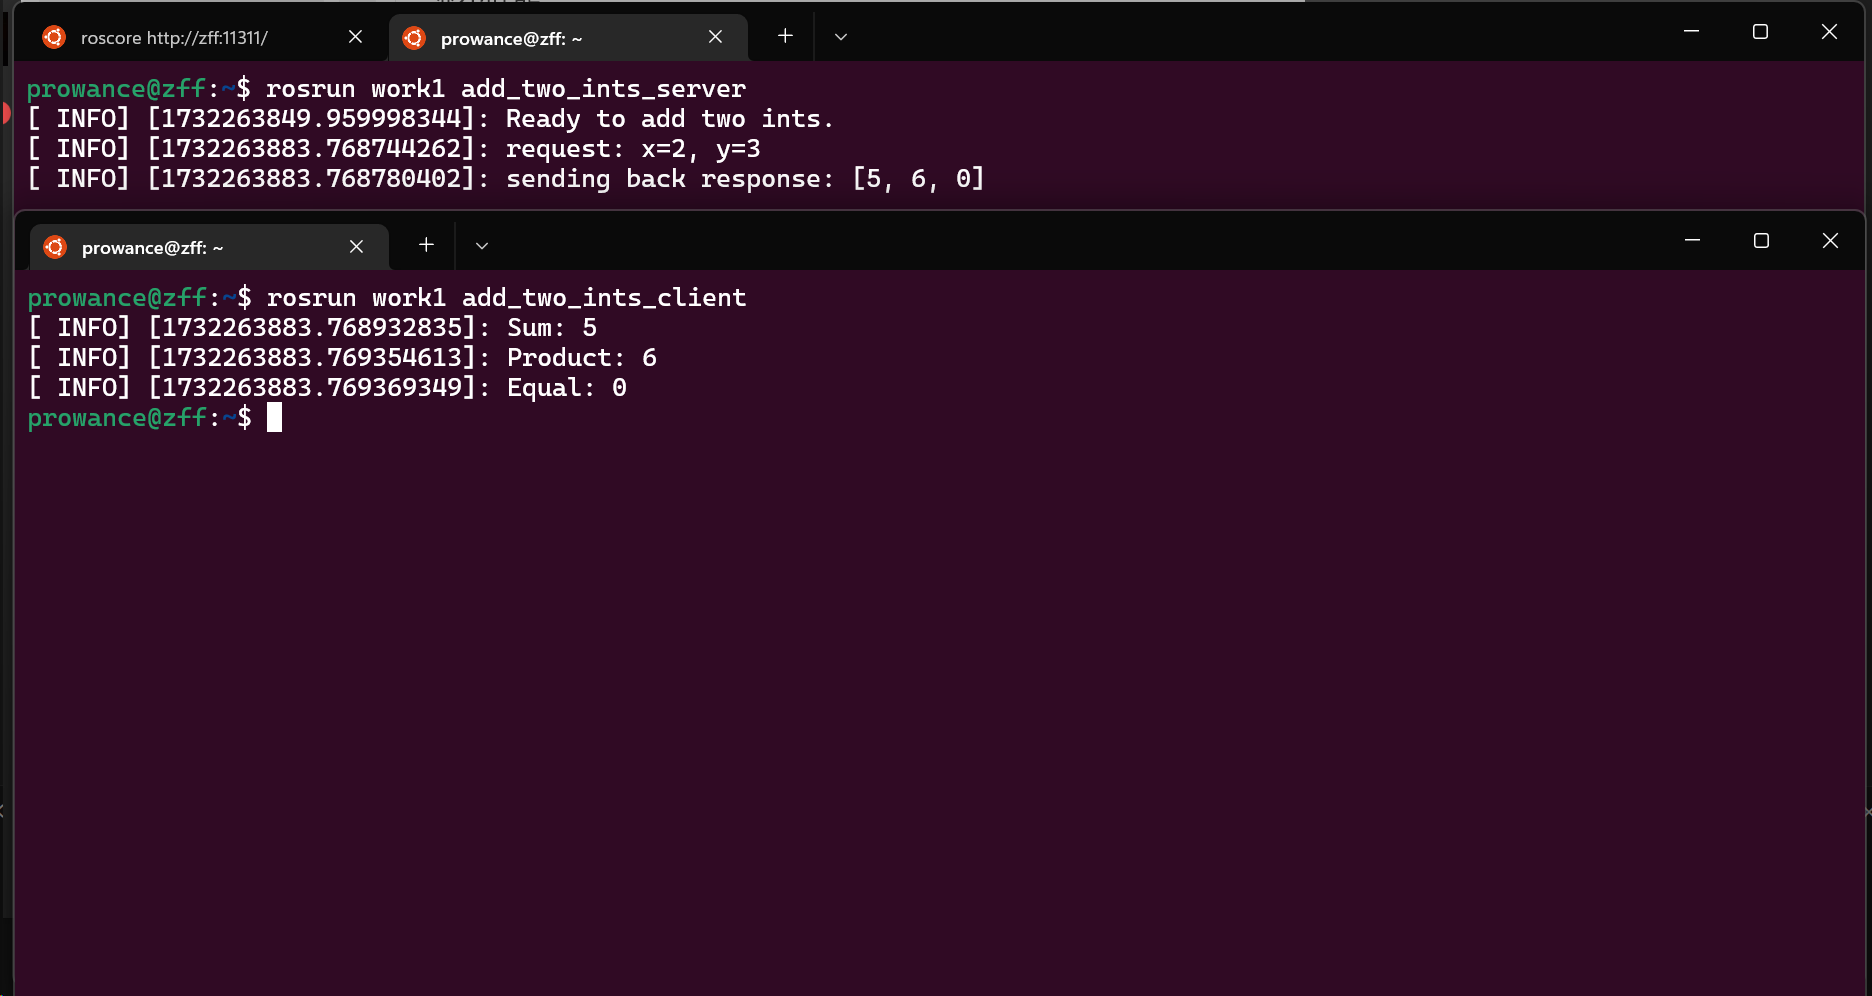 roscore http://zff:11311/
prowance@zff: ~
prowance@zff:~$ rosrun work1 add_two_ints_server
[ INFO] [1732263849.959998344]: Ready to add two ints.
[ INFO] [1732263883.768744262]: request: x=2, y=3
[ INFO] [1732263883.768780402]: sending back response: [5, 6, 0]
prowance@zff: ~
prowance@zff:~$ rosrun work1 add_two_ints_client
[ INFO] [1732263883.768932835]: Sum: 5
[ INFO] [1732263883.769354613]: Product: 6
[ INFO] [1732263883.769369349]: Equal: 0
prowance@zff:~$